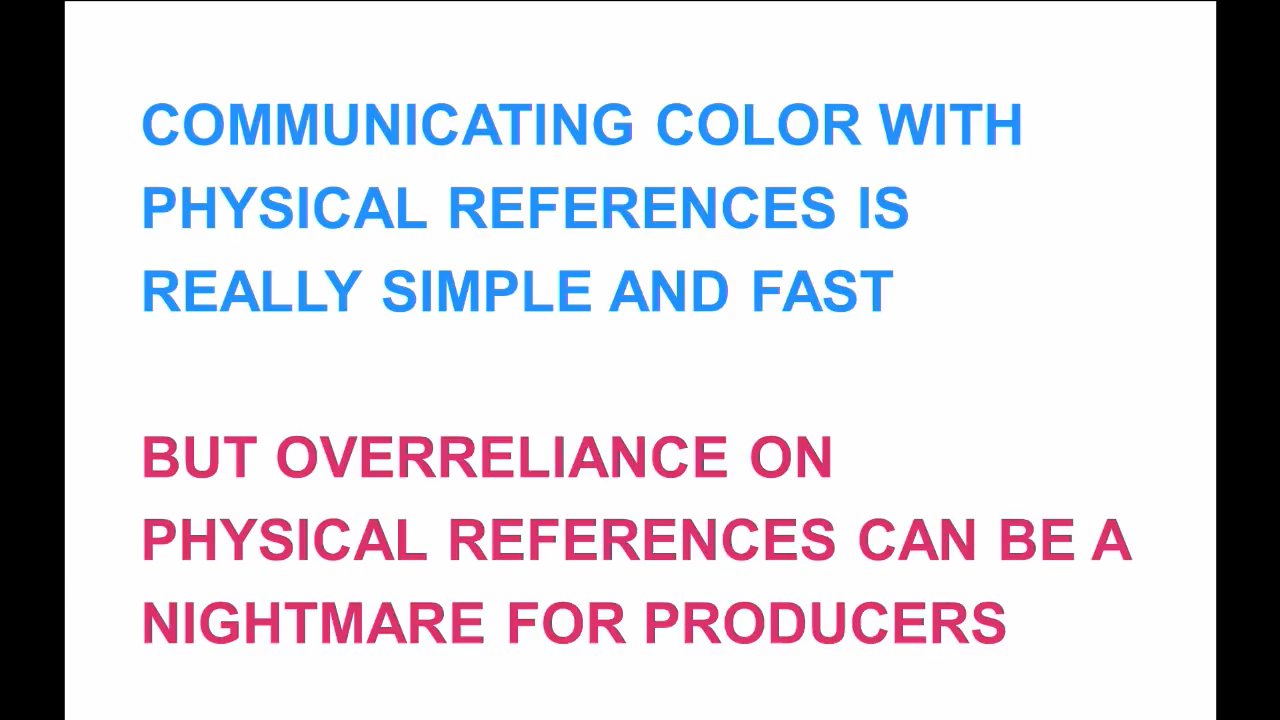 COMMUNICATING COLOR WITH
PHYSICAL REFERENCES IS
REALLY SIMPLE AND FAST
BUT OVERRELIANCE ON
PHYSICAL REFERENCES CAN BE A
NIGHTMARE FOR PRODUCERS